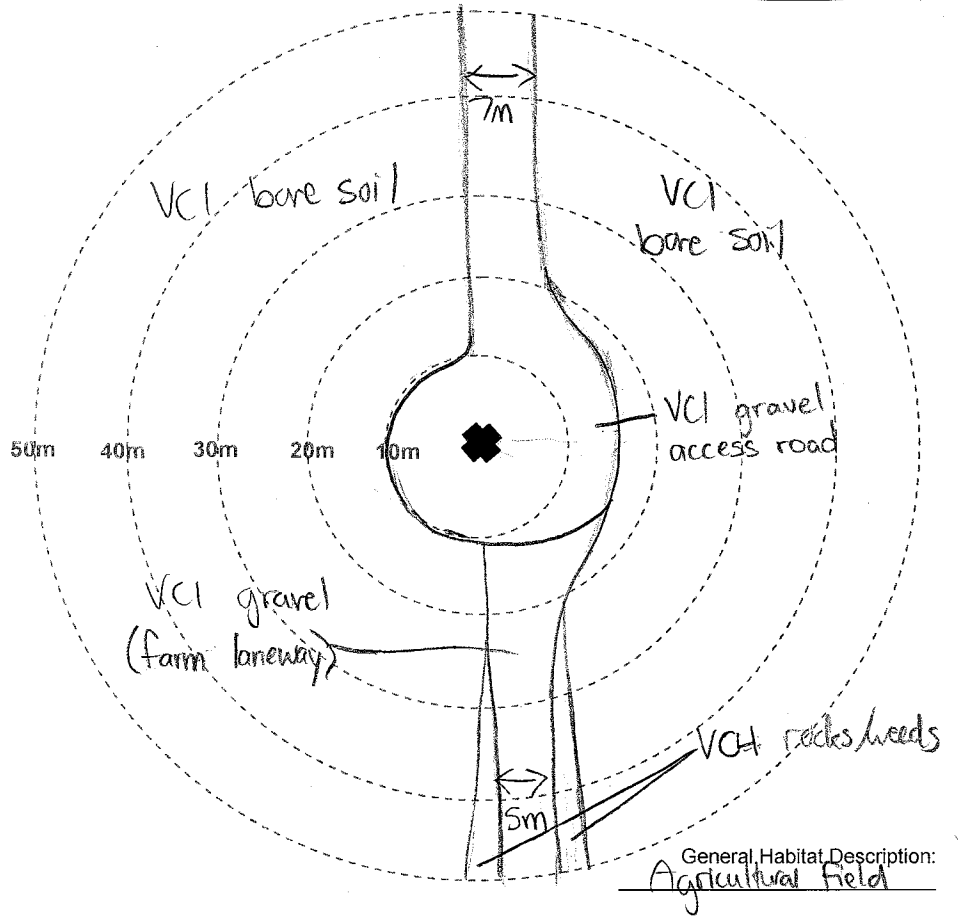 7m
VC1 bare soil
VC1
bare soil
VC1 gravel
access road
50m 40m 30m 20m 10m
VC1 gravel
(farm laneway)
VC4 rocks/weeds
5m
General Habitat Description:
Agricultural Field